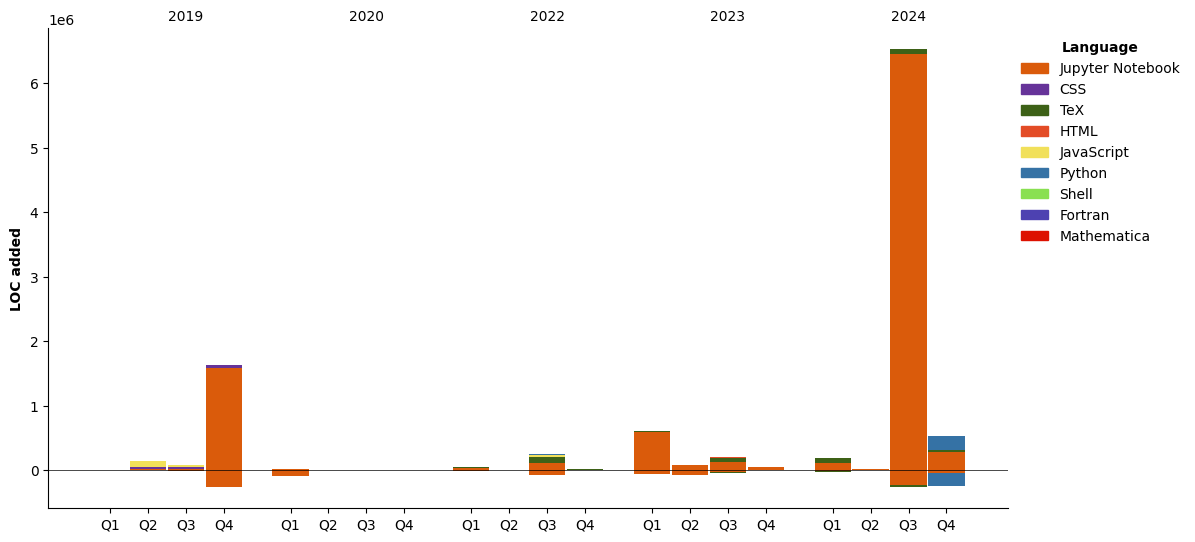 2019 2020 2022 2023 2024
1e6
LOC added
6
5
4
3
2
1
0
Q1 Q2 Q3 Q4 Q1 Q2 Q3 Q4 Q1 Q2 Q3 Q4 Q1 Q2 Q3 Q4 Q1 Q2 Q3 Q4
Language
Jupyter Notebook
CSS
TeX
HTML
JavaScript
Python
Shell
Fortran
Mathematica